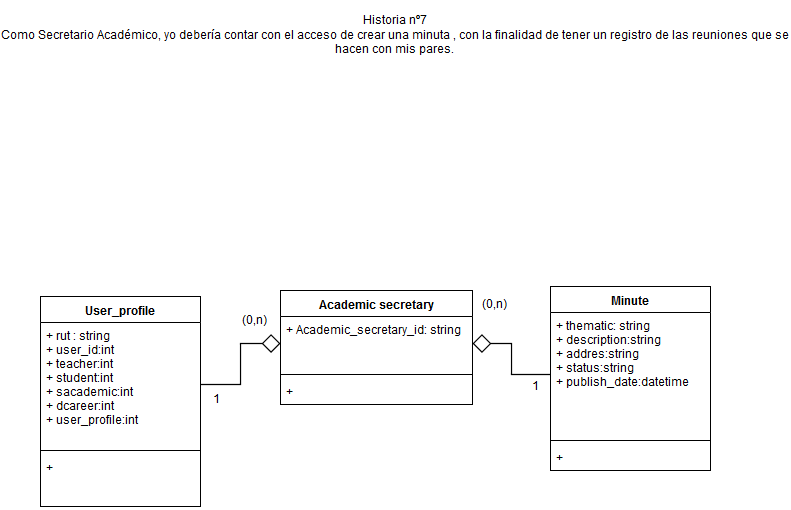 Historia nº7
Como Secretario Académico, yo debería contar con el acceso de crear una minuta , con la finalidad de tener un registro de las reuniones que se
hacen con mis pares.
User_profile
+ rut : string
+ user_id:int
+ teacher:int
+ student:int
+ sacademic:int
+ dcareer:int
+ user_profile:int
+
1
(0,n)
Academic secretary
+ Academic_secretary_id: string
+
(0,n)
1
Minute
+ thematic: string
+ description:string
+ addres:string
+ status:string
+ publish_date:datetime
+